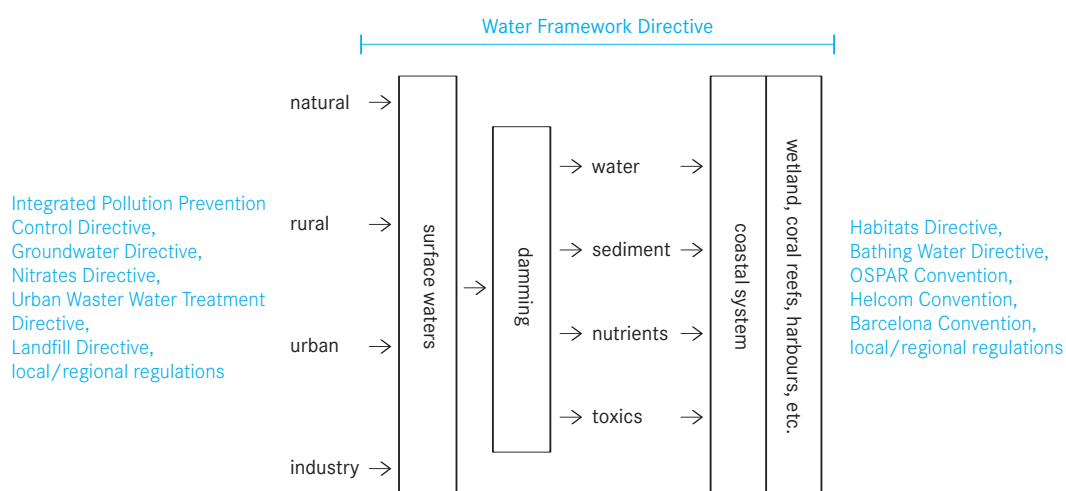 Water Framework Directive
natural
rural
urban
industry
Integrated Pollution Prevention
Control Directive,
Groundwater Directive,
Nitrates Directive,
Urban Waster Water Treatment
Directive,
Landfill Directive,
local/regional regulations
surface waters
damming
water
sediment
nutrients
toxics
coastal system
wetland, coral reefs, harbours, etc.
Habitats Directive,
Bathing Water Directive,
OSPAR Convention,
Helcom Convention,
Barcelona Convention,
local/regional regulations